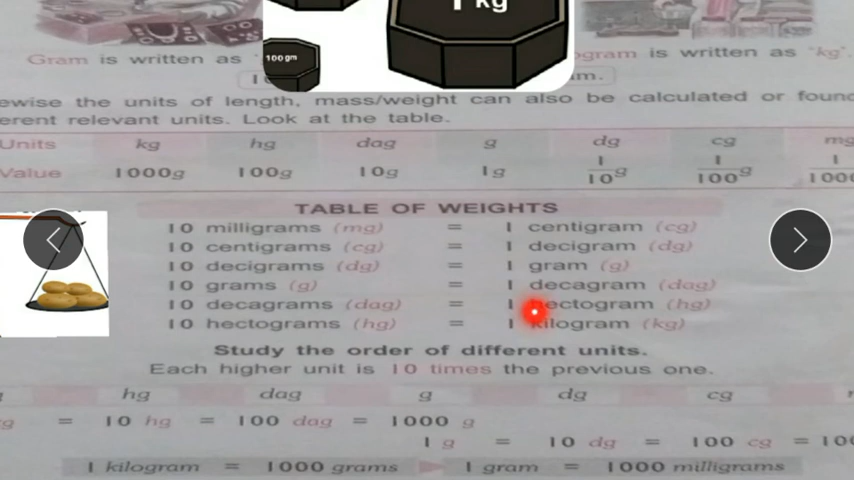 1 kg
100 gm
Gram is written as
ogram is written as "kg".
m.
ewise the units of length, mass/weight can also be calculated or foun
erent relevant units. Look at the table.
Units kg hg dag g dg cg mg
Value 1000g 100g 10g 1g 1/10 g 1/100 g 1/1000
TABLE OF WEIGHTS
10 milligrams (mg) = 1 centigram (cg)
10 centigrams (cg) = 1 decigram (dg)
10 decigrams (dg) = 1 gram (g)
10 grams (g) = 1 decagram (dag)
10 decagrams (dag) = 1 hectogram (hg)
10 hectograms (hg) = 1 kilogram (kg)
Study the order of different units.
Each higher unit is 10 times the previous one.
hg dag g dg cg
g = 10 hg = 100 dag = 1000 g
1 g = 10 dg = 100 cg = 100
1 kilogram = 1000 grams 1 gram = 1000 milligrams